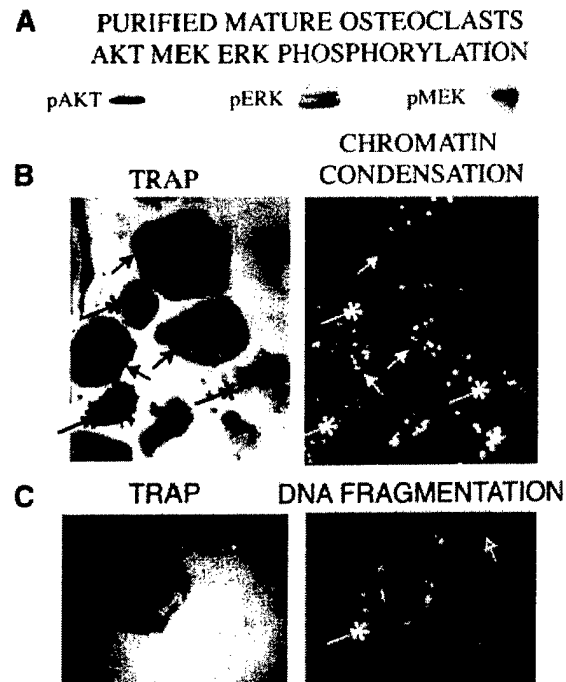 A PURIFIED MATURE OSTEOCLASTS
AKT MEK ERK PHOSPHORYLATION
pAKT pERK pMEK
B TRAP CHROMATIN
CONDENSATION
C TRAP DNA FRAGMENTATION